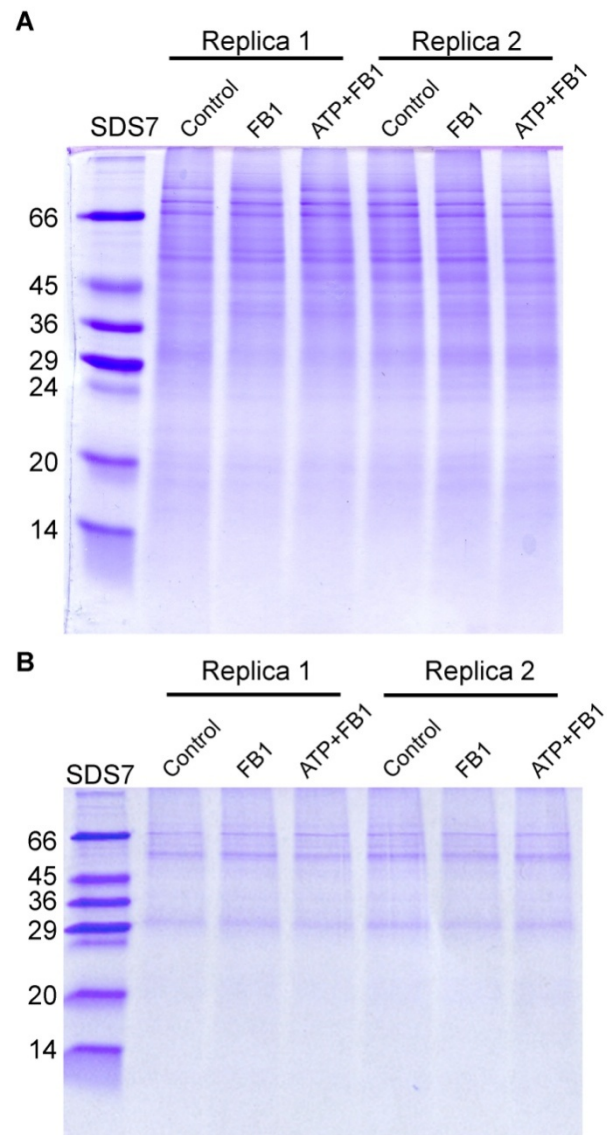 A
Replica 1 Replica 2
SDS7 Control FB1 ATP+FB1 Control FB1 ATP+FB1
66
45
36
29
24
20
14
B
Replica 1 Replica 2
SDS7 Control FB1 ATP+FB1 Control FB1 ATP+FB1
66
45
36
29
20
14